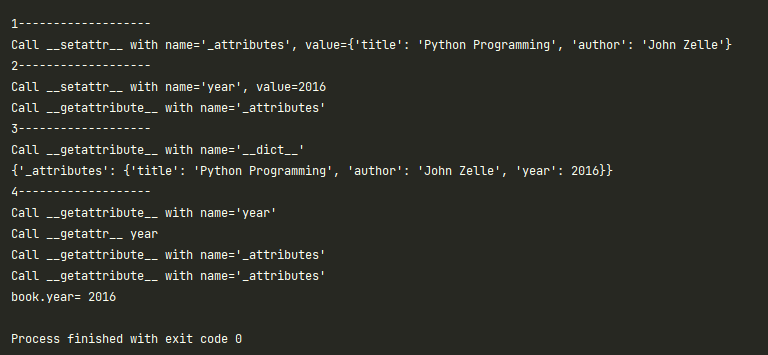 1-------------------
Call __setattr__ with name='_attributes', value={'title': 'Python Programming', 'author': 'John Zelle'}
2-------------------
Call __setattr__ with name='year', value=2016
Call __getattribute__ with name='_attributes'
3-------------------
Call __getattribute__ with name='__dict__'
{'_attributes': {'title': 'Python Programming', 'author': 'John Zelle', 'year': 2016}}
4-------------------
Call __getattribute__ with name='year'
Call __getattr__ year
Call __getattribute__ with name='_attributes'
Call __getattribute__ with name='_attributes'
book.year= 2016
Process finished with exit code 0